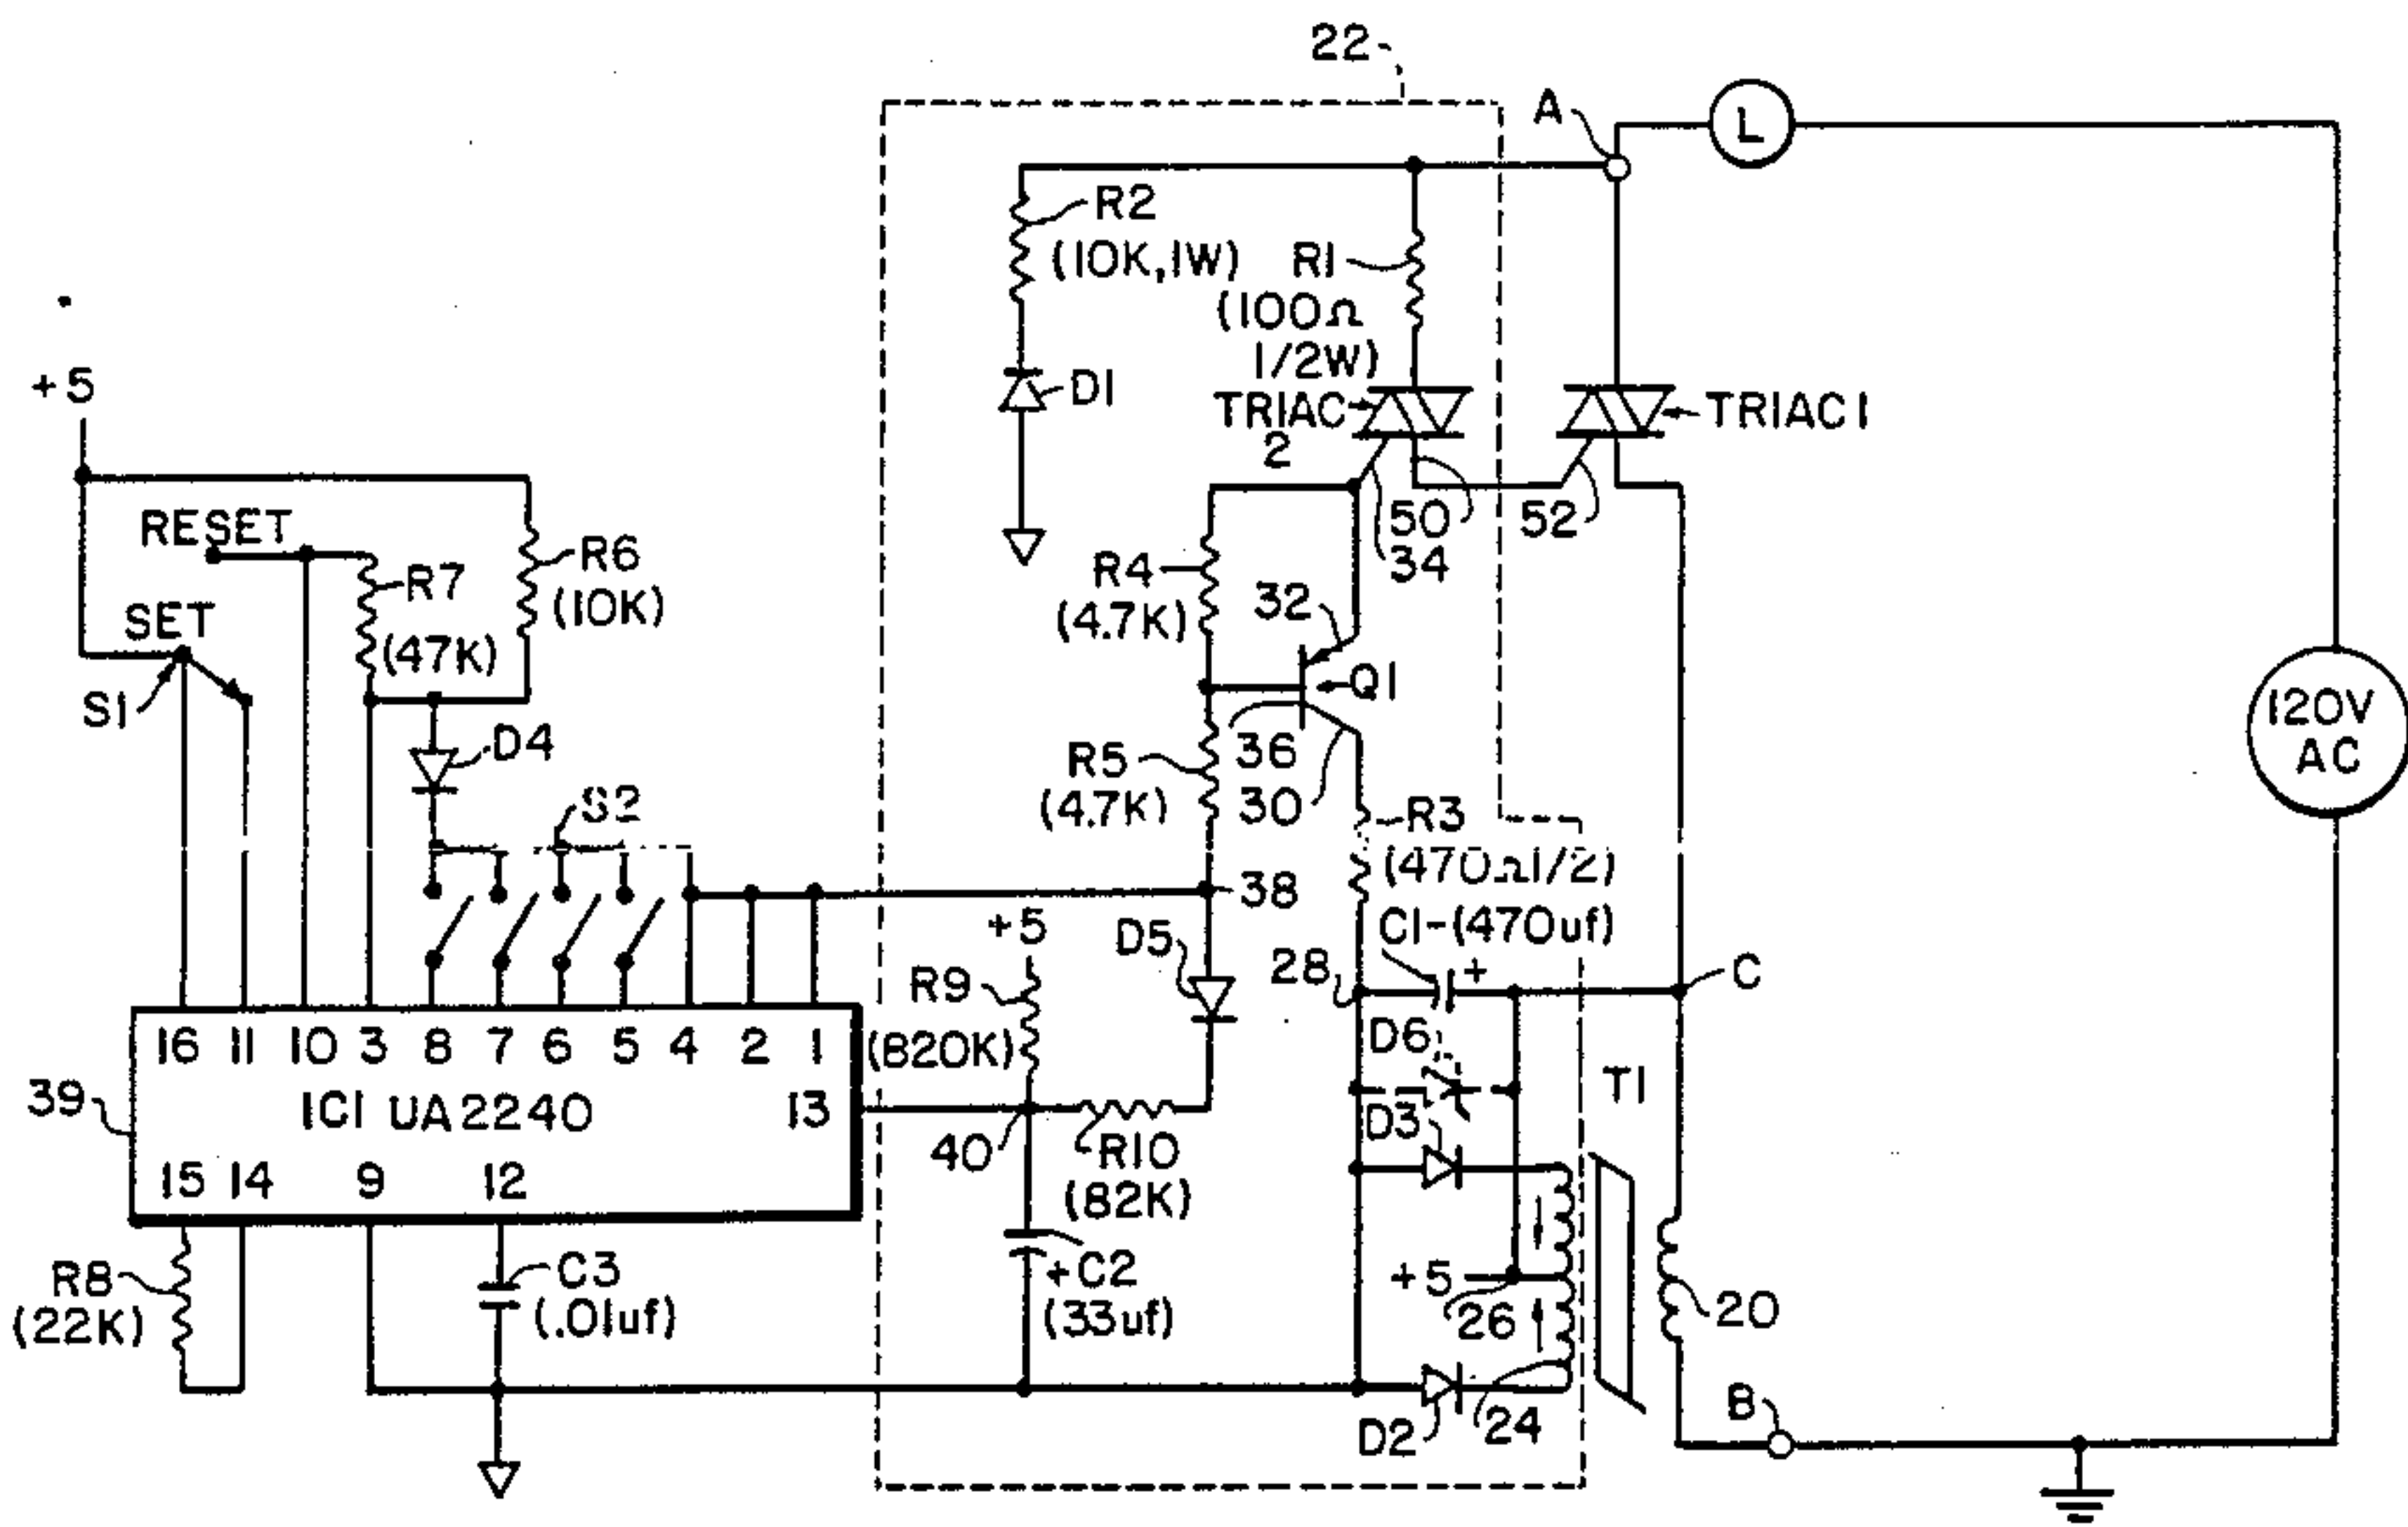 22
A
L
R2
(10K,1W)
R1
(100Ω
1/2W)
+5
D1
TRIAC
2
TRIAC1
RESET
R7
R6
(10K)
50
52
34
R4
(4.7K)
32
SET
(47K)
S1
Q1
120V
AC
D4
R5
(4.7K)
36
30
S2
R3
(470Ω1/2)
38
+5
D5
C1-(470uf)
+
28
C
R9
(820K)
16 11 10 3 8 7 6 5 4 2 1
D6
T1
39
IC1 UA2240
13
D3
40
R10
(82K)
15 14 9 12
R8
(22K)
C3
(.01uf)
+C2
(33uf)
+5
26
20
D2
24
B